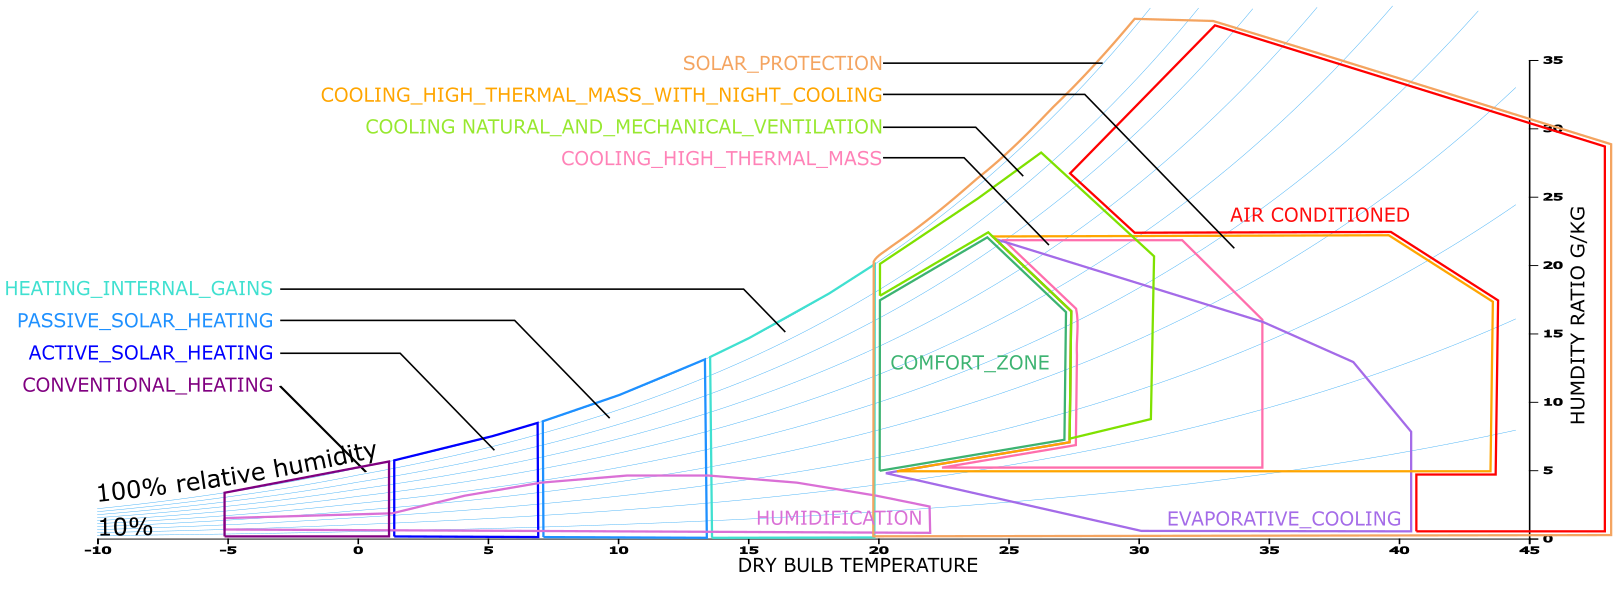 SOLAR_PROTECTION
COOLING_HIGH_THERMAL_MASS_WITH_NIGHT_COOLING
COOLING NATURAL_AND_MECHANICAL_VENTILATION
COOLING_HIGH_THERMAL_MASS
AIR CONDITIONED
HEATING_INTERNAL_GAINS
PASSIVE_SOLAR_HEATING
ACTIVE_SOLAR_HEATING
CONVENTIONAL_HEATING
COMFORT_ZONE
100% relative humidity
10%
HUMIDIFICATION
EVAPORATIVE_COOLING
35
30
25
20
15
10
5
0
HUMDITY RATIO G/KG
-10 -5 0 5 10 15 20 25 30 35 40 45
DRY BULB TEMPERATURE